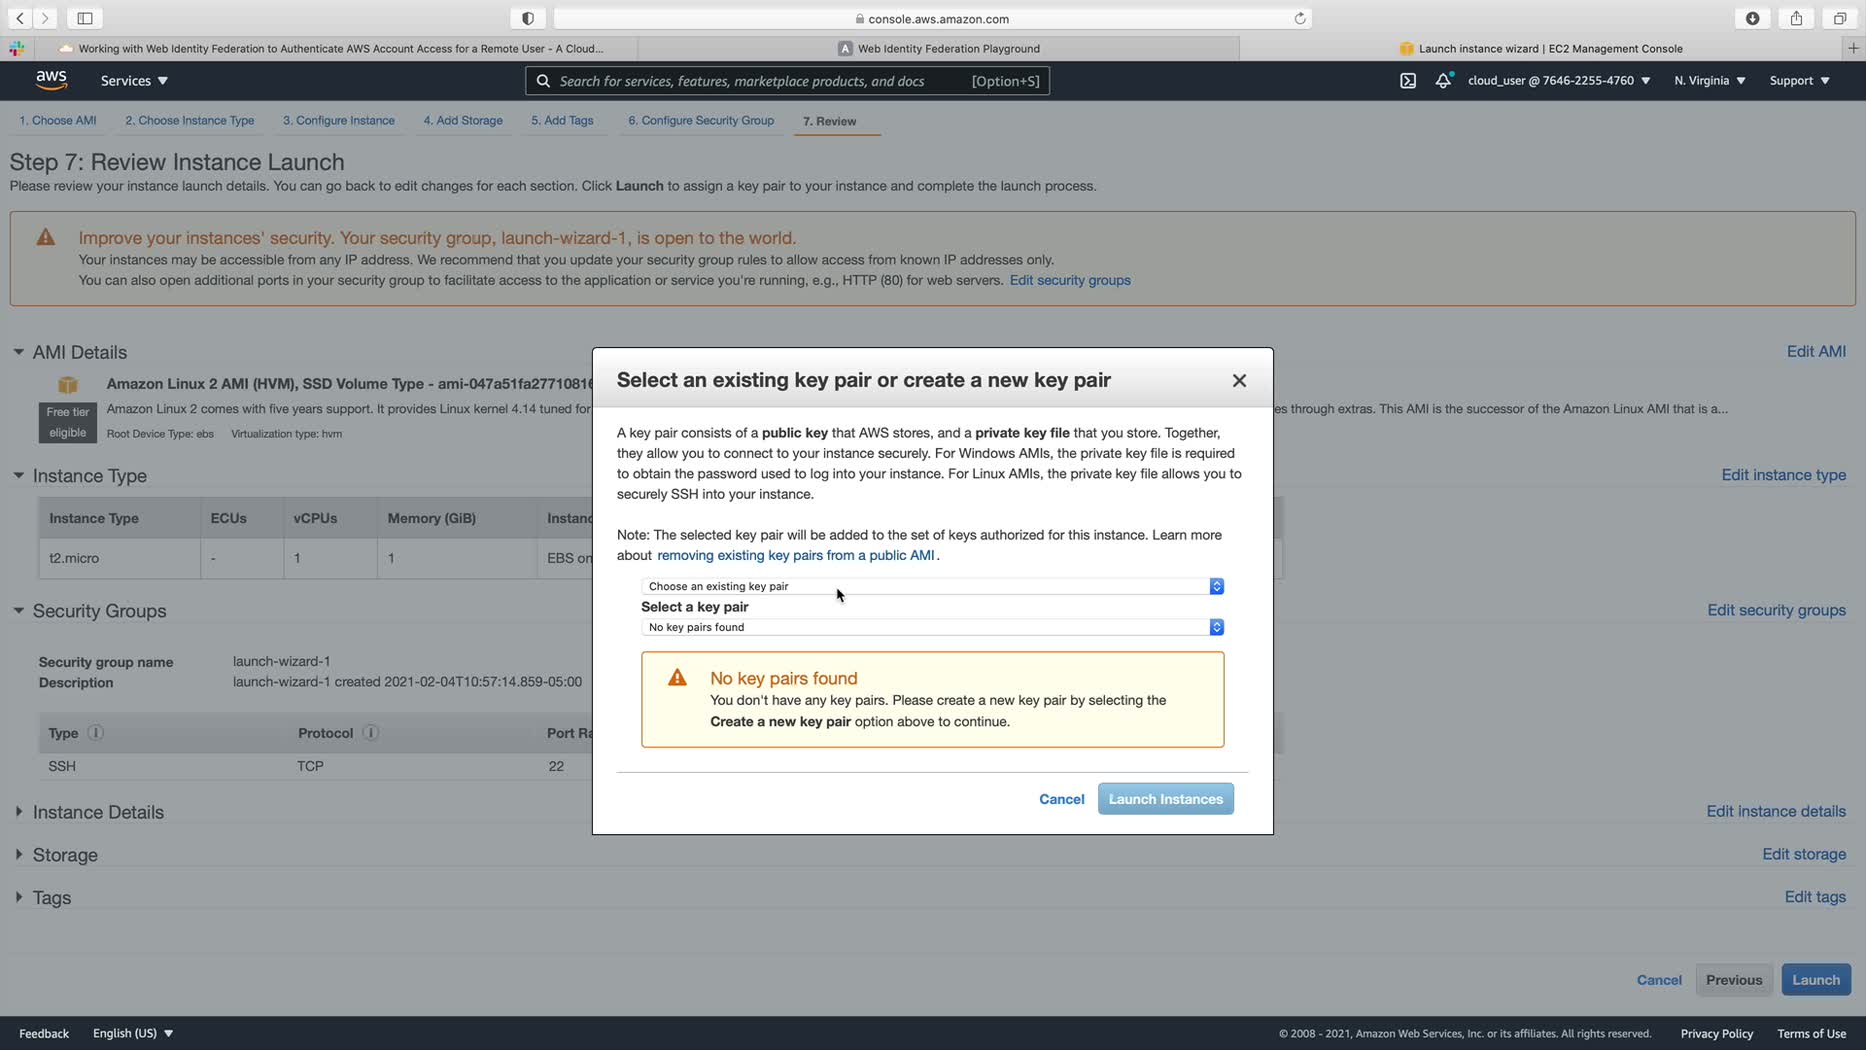 console.aws.amazon.com
Working with Web Identity Federation to Authenticate AWS Account Access for a Remote User - A Cloud...
Web Identity Federation Playground
Launch instance wizard | EC2 Management Console
aws
Services
Search for services, features, marketplace products, and docs
[Option+S]
cloud_user @ 7646-2255-4760
N. Virginia
Support
1. Choose AMI
2. Choose Instance Type
3. Configure Instance
4. Add Storage
5. Add Tags
6. Configure Security Group
7. Review
Step 7: Review Instance Launch
Please review your instance launch details. You can go back to edit changes for each section. Click Launch to assign a key pair to your instance and complete the launch process.
Improve your instances' security. Your security group, launch-wizard-1, is open to the world.
Your instances may be accessible from any IP address. We recommend that you update your security group rules to allow access from known IP addresses only.
You can also open additional ports in your security group to facilitate access to the application or service you're running, e.g., HTTP (80) for web servers. Edit security groups
AMI Details
Edit AMI
Amazon Linux 2 AMI (HVM), SSD Volume Type - ami-047a51fa2771081
Free tier
eligible
Amazon Linux 2 comes with five years support. It provides Linux kernel 4.14 tuned for
es through extras. This AMI is the successor of the Amazon Linux AMI that is a...
Root Device Type: ebs
Virtualization type: hvm
Instance Type
Edit instance type
Instance Type
ECUs
vCPUs
Memory (GiB)
Instanc
t2.micro
-
1
1
EBS on
Security Groups
Edit security groups
Security group name
launch-wizard-1
Description
launch-wizard-1 created 2021-02-04T10:57:14.859-05:00
Type
Protocol
Port Ra
SSH
TCP
22
Instance Details
Edit instance details
Storage
Edit storage
Tags
Edit tags
Select an existing key pair or create a new key pair
A key pair consists of a public key that AWS stores, and a private key file that you store. Together,
they allow you to connect to your instance securely. For Windows AMIs, the private key file is required
to obtain the password used to log into your instance. For Linux AMIs, the private key file allows you to
securely SSH into your instance.
Note: The selected key pair will be added to the set of keys authorized for this instance. Learn more
about removing existing key pairs from a public AMI.
Choose an existing key pair
Select a key pair
No key pairs found
No key pairs found
You don't have any key pairs. Please create a new key pair by selecting the
Create a new key pair option above to continue.
Cancel
Launch Instances
Cancel
Previous
Launch
Feedback
English (US)
© 2008 - 2021, Amazon Web Services, Inc. or its affiliates. All rights reserved.
Privacy Policy
Terms of Use